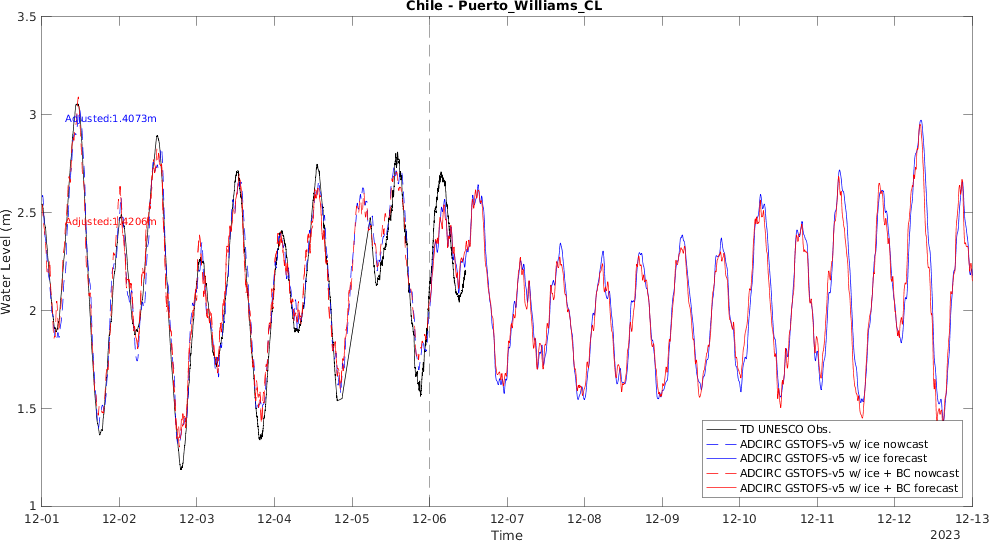 Chile - Puerto_Williams_CL
3.5
3
2.5
2
1.5
1
Water Level (m)
Adjusted:1.4073m
Adjusted:1.4206m
TD UNESCO Obs.
ADCIRC GSTOFS-v5 w/ ice nowcast
ADCIRC GSTOFS-v5 w/ ice forecast
ADCIRC GSTOFS-v5 w/ ice + BC nowcast
ADCIRC GSTOFS-v5 w/ ice + BC forecast
12-01 12-02 12-03 12-04 12-05 12-06 12-07 12-08 12-09 12-10 12-11 12-12 12-13
Time
2023